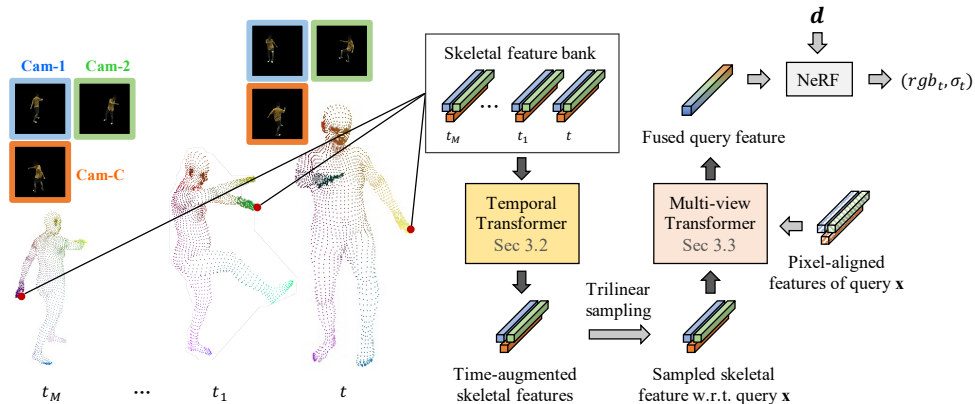 Cam-1
Cam-2
Cam-C
t_M
...
t_1
t
Skeletal feature bank
...
t_M
t_1
t
Temporal
Transformer
Sec 3.2
Time-augmented
skeletal features
Trilinear
sampling
Sampled skeletal
feature w.r.t. query x
Multi-view
Transformer
Sec 3.3
Pixel-aligned
features of query x
Fused query feature
d
NeRF
(rgb_t, σ_t)